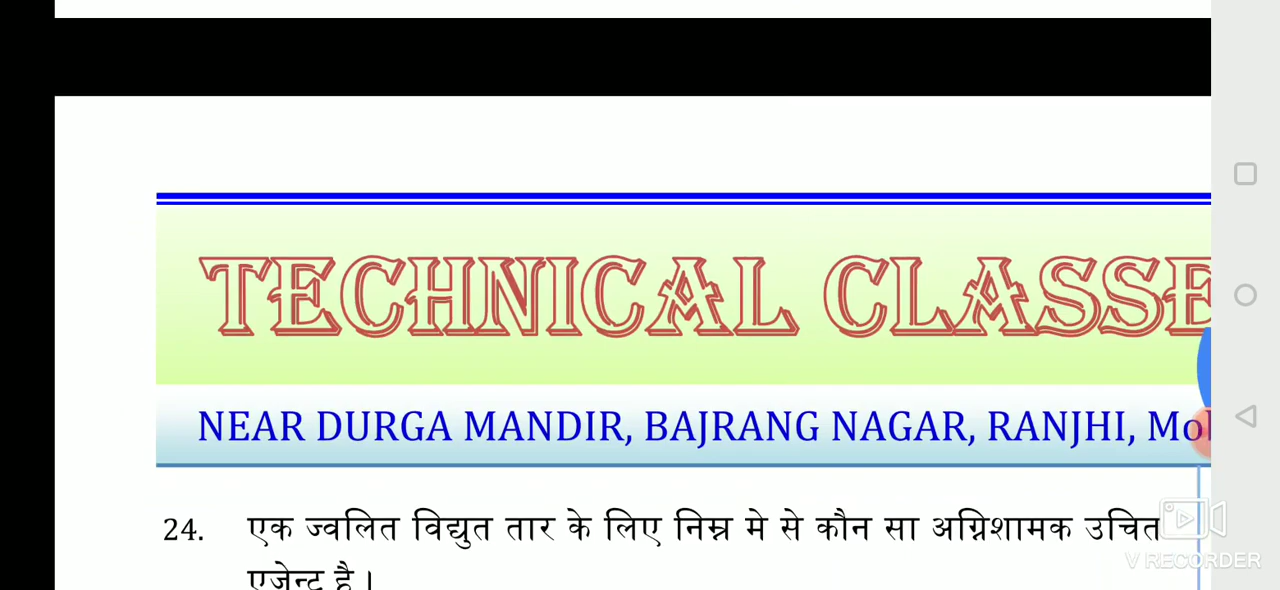 TECHNICAL CLASSE
NEAR DURGA MANDIR, BAJRANG NAGAR, RANJHI, Mo
24. एक ज्वलित विद्युत तार के लिए निम्न मे से कौन सा अग्निशामक उचित
एजेन्ट है।
V RECORDER